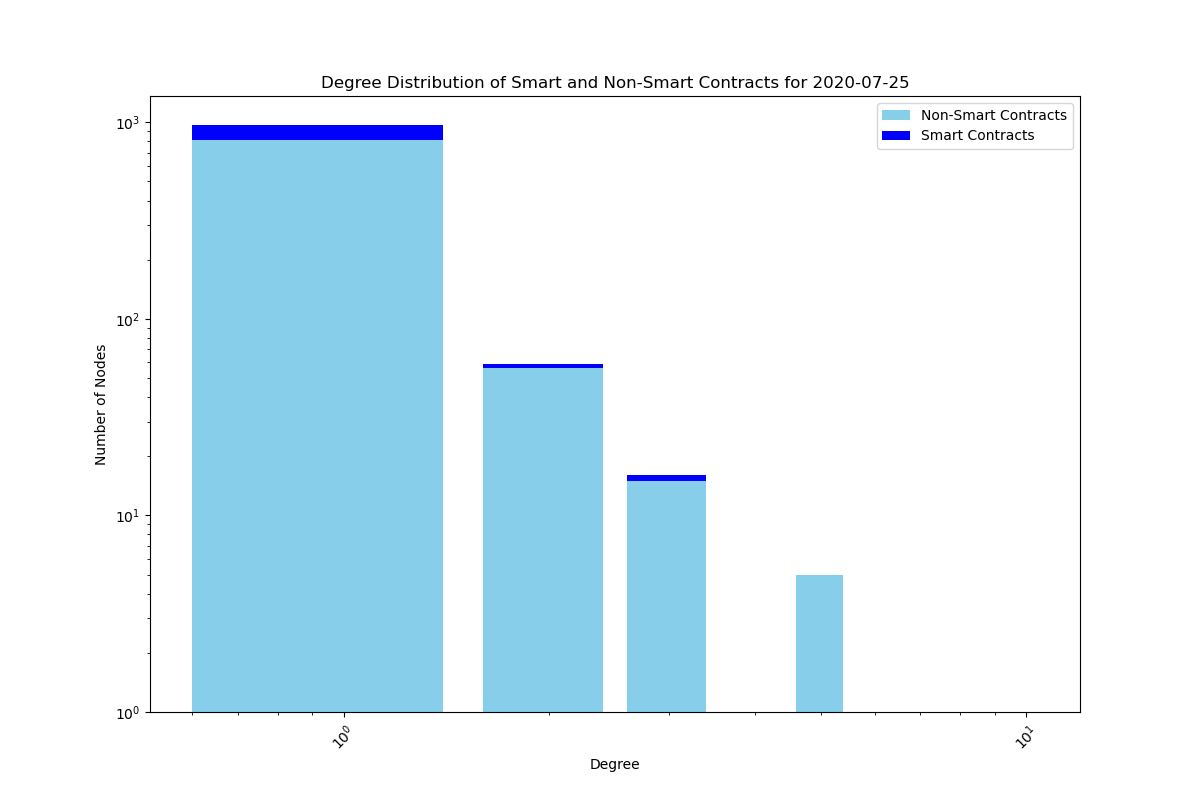 Degree Distribution of Smart and Non-Smart Contracts for 2020-07-25
Non-Smart Contracts
Smart Contracts
Number of Nodes
10³
10²
10¹
10⁰
10⁰ 10¹
Degree